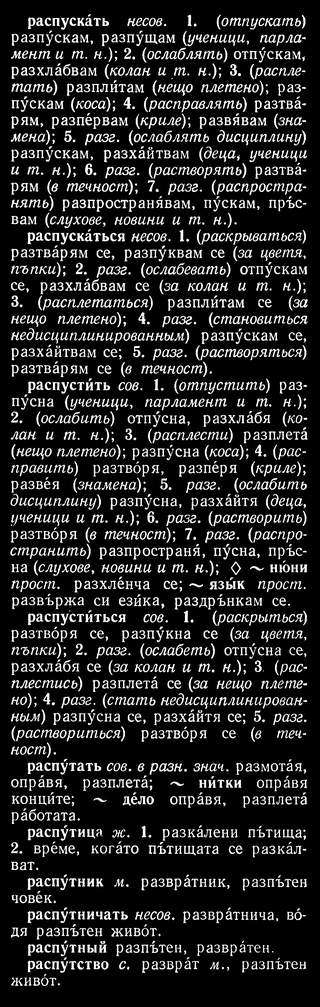 распуска́ть несов. 1. (отпускать)
разпу́скам, разпу́щам (ученици, парла-
мент и т. н.); 2. (ослаблять) отпу́скам,
разхла́бвам (колан и т. н.); 3. (распле-
тать) разпли́там (нещо плетено); раз-
пу́скам (коса); 4. (расправлять) разтва́-
рям, разпе́рвам (криле); развя́вам (зна-
мена); 5. разг. (ослаблять дисциплину)
разпу́скам, разха́йтвам (деца, ученици
и т. н.); 6. разг. (растворять) разтва́-
рям (в течност); 7. разг. (распростра-
нять) разпространя́вам, пу́скам, пръ́с-
вам (слухове, новини и т. н.).
распуска́ться несов. 1. (раскрываться)
разтва́рям се, разпу́квам се (за цветя,
пъпки); 2. разг. (ослабевать) отпу́скам
се, разхла́бвам се (за колан и т. н.);
3. (расплетаться) разпли́там се (за
нещо плетено); 4. разг. (становиться
недисциплинированным) разпу́скам се,
разха́йтвам се; 5. разг. (растворяться)
разтва́рям се (в течност).
распусти́ть сов. 1. (отпустить) раз-
пу́сна (ученици, парламент и т. н.);
2. (ослабить) отпу́сна, разхла́бя (ко-
лан и т. н.); 3. (расплести) разплета́
(нещо плетено); разпу́сна (коса); 4. (рас-
править) разтво́ря, разпе́ря (криле);
разве́я (знамена); 5. разг. (ослабить
дисциплину) разпу́сна, разха́йтя (деца,
ученици и т. н.); 6. разг. (растворить)
разтво́ря (в течност); 7. разг. (распро-
странить) разпространя́, пу́сна, пръ́с-
на (слухове, новини и т. н.); ◊ ~ ню́ни
прост. разхле́нча се; ~ язы́к прост.
развъ́ржа си ези́ка, раздръ́нкам се.
распусти́ться сов. 1. (раскрыться)
разтво́ря се, разпу́кна се (за цветя,
пъпки); 2. разг. (ослабеть) отпу́сна се,
разхла́бя се (за колан и т. н.); 3 (рас-
плестись) разплета́ се (за нещо плете-
но); 4. разг. (стать недисциплинирован-
ным) разпу́сна се, разха́йтя се; 5. разг.
(раствориться) разтво́ря се (в теч-
ност).
распу́тать сов. в разн. знач. размота́я,
опра́вя, разплета́; ~ ни́тки опра́вя
конци́те; ~ де́ло опра́вя, разплета́
ра́ботата.
распу́тица ж. 1. разка́лени пъ́тища;
2. вре́ме, кога́то пъ́тищата се разка́л-
ват.
распу́тник м. развра́тник, разпъ́тен
чове́к.
распу́тничать несов. развра́тнича, во́-
дя разпъ́тен живо́т.
распу́тный разпъ́тен, развра́тен.
распу́тство с. развра́т м., разпъ́тен
живо́т.